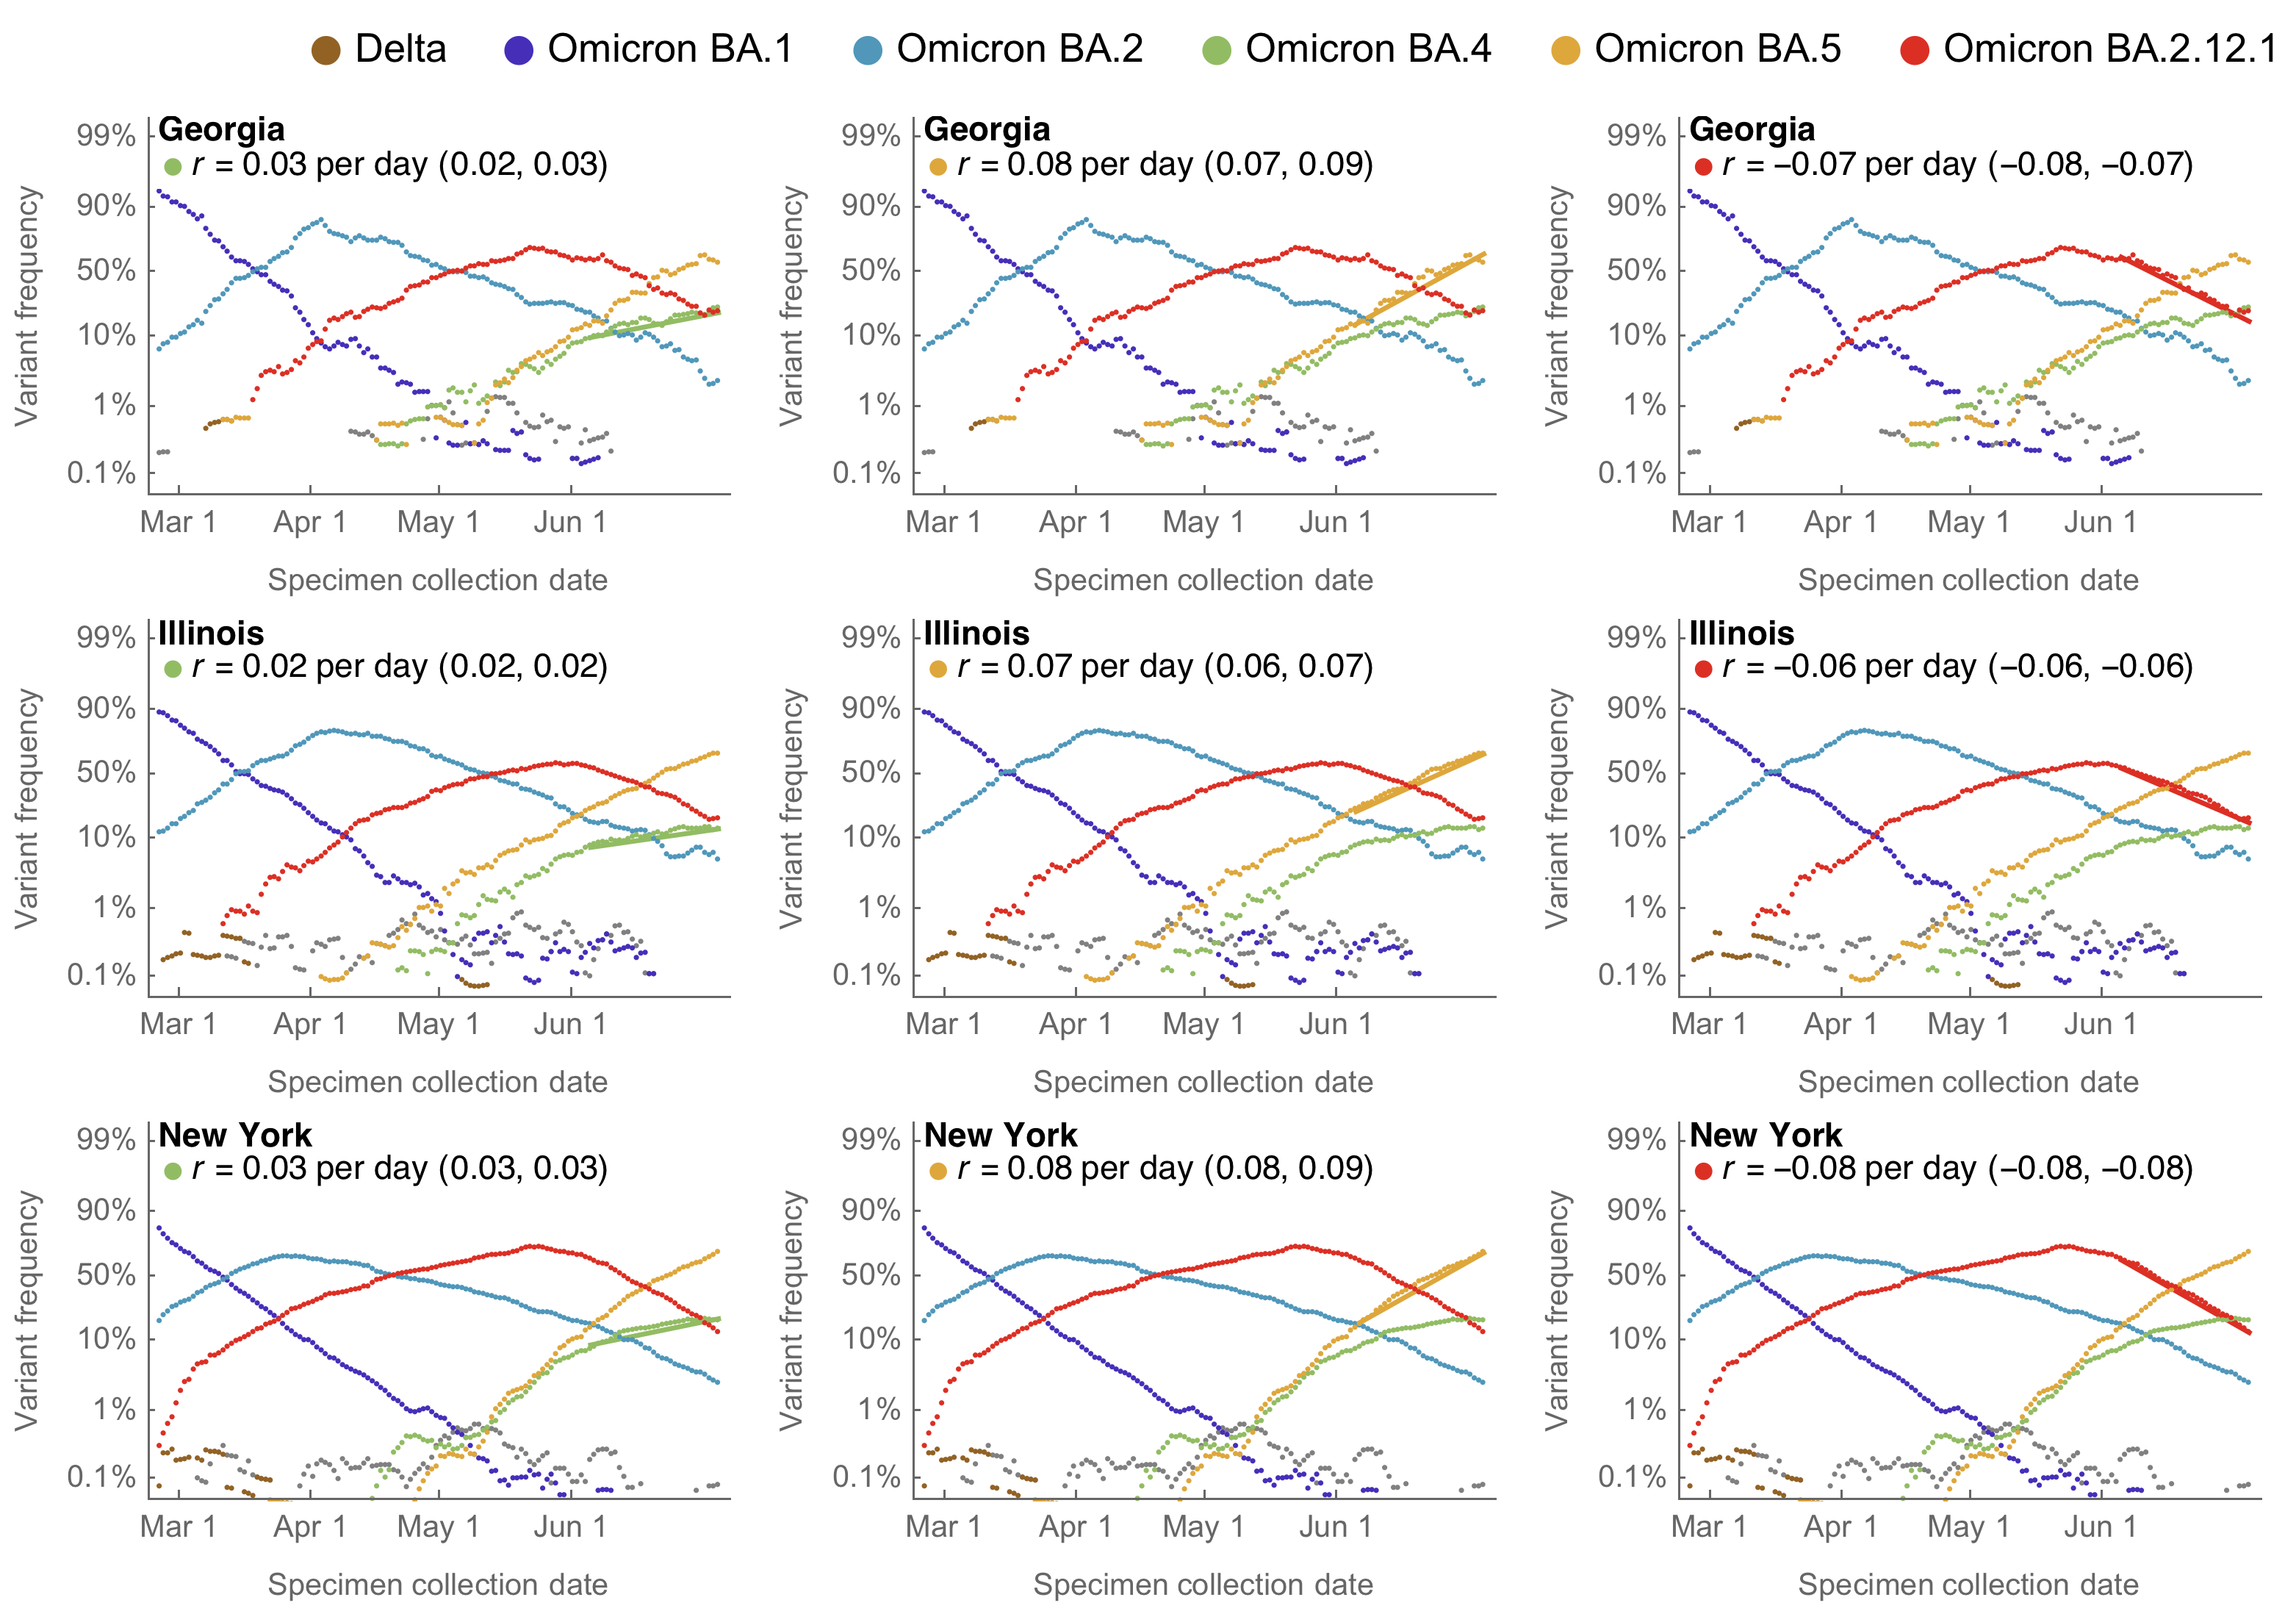 Delta Omicron BA.1 Omicron BA.2 Omicron BA.4 Omicron BA.5 Omicron BA.2.12.1
Georgia
r = 0.03 per day (0.02, 0.03)
99%
90%
50%
10%
1%
0.1%
Variant frequency
Mar 1 Apr 1 May 1 Jun 1
Specimen collection date
Georgia
r = 0.08 per day (0.07, 0.09)
99%
90%
50%
10%
1%
0.1%
Variant frequency
Mar 1 Apr 1 May 1 Jun 1
Specimen collection date
Georgia
r = −0.07 per day (−0.08, −0.07)
99%
90%
50%
10%
1%
0.1%
Variant frequency
Mar 1 Apr 1 May 1 Jun 1
Specimen collection date
Illinois
r = 0.02 per day (0.02, 0.02)
99%
90%
50%
10%
1%
0.1%
Variant frequency
Mar 1 Apr 1 May 1 Jun 1
Specimen collection date
Illinois
r = 0.07 per day (0.06, 0.07)
99%
90%
50%
10%
1%
0.1%
Variant frequency
Mar 1 Apr 1 May 1 Jun 1
Specimen collection date
Illinois
r = −0.06 per day (−0.06, −0.06)
99%
90%
50%
10%
1%
0.1%
Variant frequency
Mar 1 Apr 1 May 1 Jun 1
Specimen collection date
New York
r = 0.03 per day (0.03, 0.03)
99%
90%
50%
10%
1%
0.1%
Variant frequency
Mar 1 Apr 1 May 1 Jun 1
Specimen collection date
New York
r = 0.08 per day (0.08, 0.09)
99%
90%
50%
10%
1%
0.1%
Variant frequency
Mar 1 Apr 1 May 1 Jun 1
Specimen collection date
New York
r = −0.08 per day (−0.08, −0.08)
99%
90%
50%
10%
1%
0.1%
Variant frequency
Mar 1 Apr 1 May 1 Jun 1
Specimen collection date